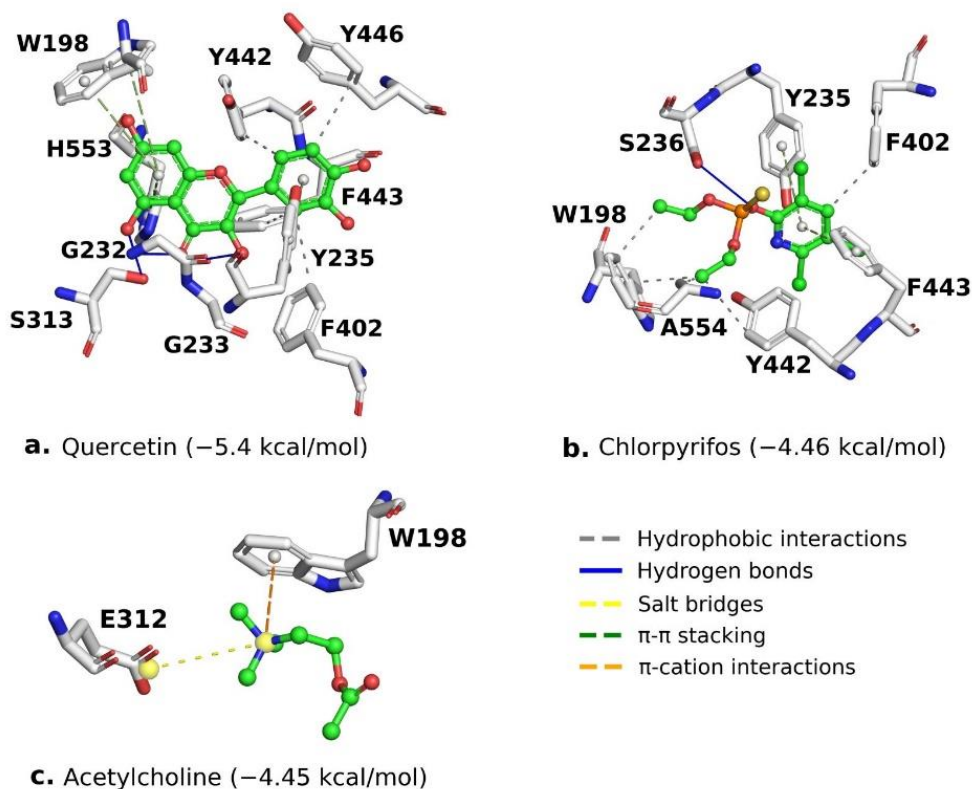 W198
Y442
Y446
H553
F443
G232
Y235
S313
G233
F402
a. Quercetin (−5.4 kcal/mol)
Y235
S236
F402
W198
F443
A554
Y442
b. Chlorpyrifos (−4.46 kcal/mol)
W198
E312
c. Acetylcholine (−4.45 kcal/mol)
Hydrophobic interactions
Hydrogen bonds
Salt bridges
π-π stacking
π-cation interactions